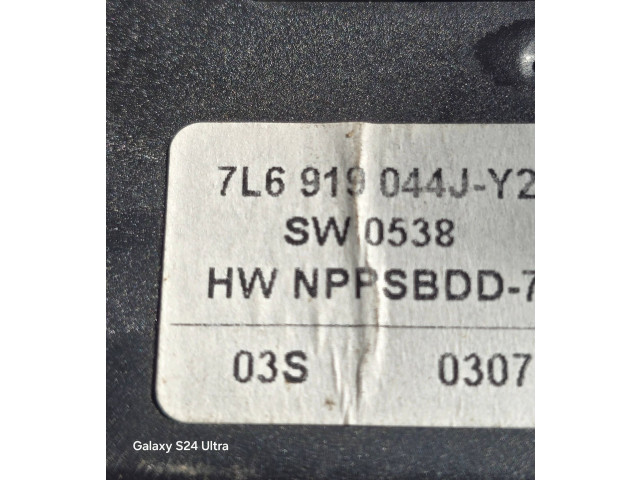 7L6 919 044J-Y2
SW 0538
HW NPPSBDD-7
03S 0307
Galaxy S24 Ultra